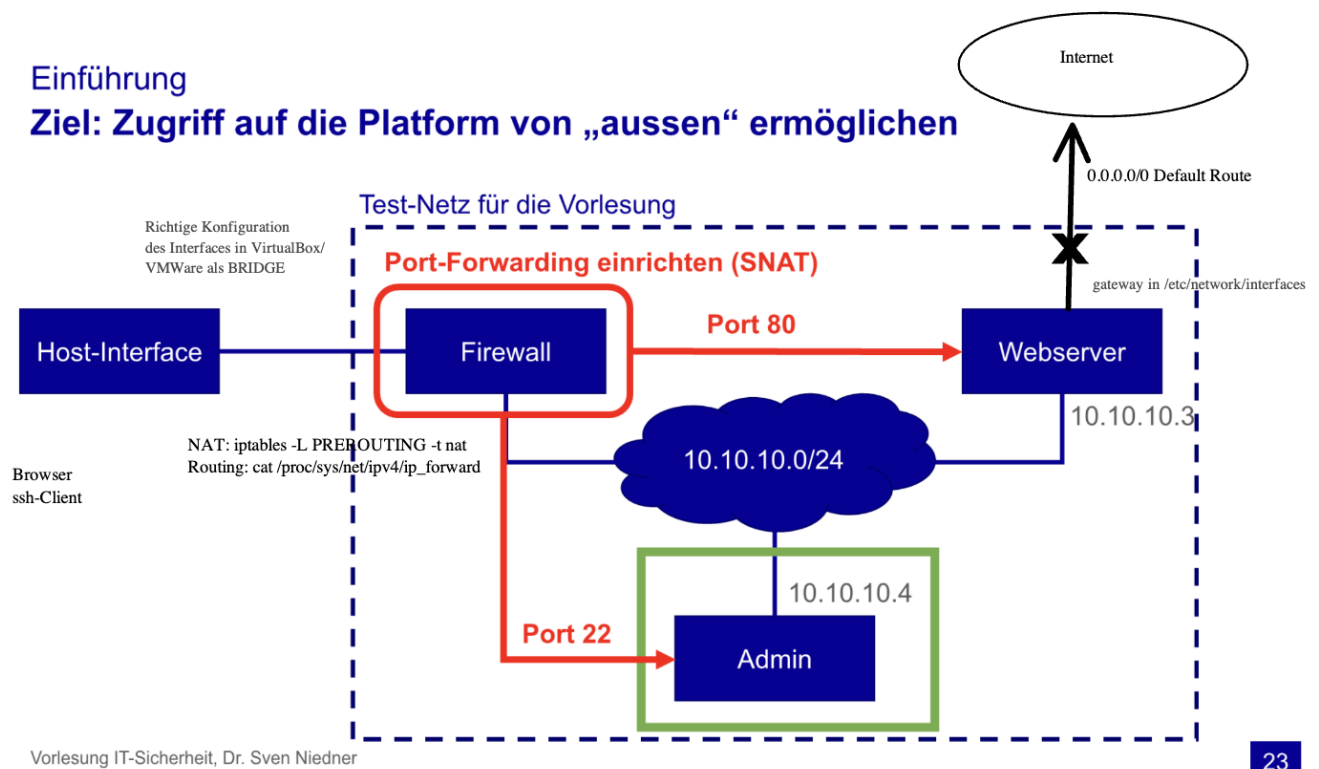 Internet
Einführung
Ziel: Zugriff auf die Platform von „aussen“ ermöglichen
0.0.0.0/0 Default Route
Test-Netz für die Vorlesung
Richtige Konfiguration
des Interfaces in VirtualBox/
VMWare als BRIDGE
Port-Forwarding einrichten (SNAT)
X
gateway in /etc/network/interfaces
Host-Interface
Firewall
Port 80
Webserver
10.10.10.3
NAT: iptables -L PREROUTING -t nat
Routing: cat /proc/sys/net/ipv4/ip_forward
10.10.10.0/24
Browser
ssh-Client
10.10.10.4
Port 22
Admin
Vorlesung IT-Sicherheit, Dr. Sven Niedner
23